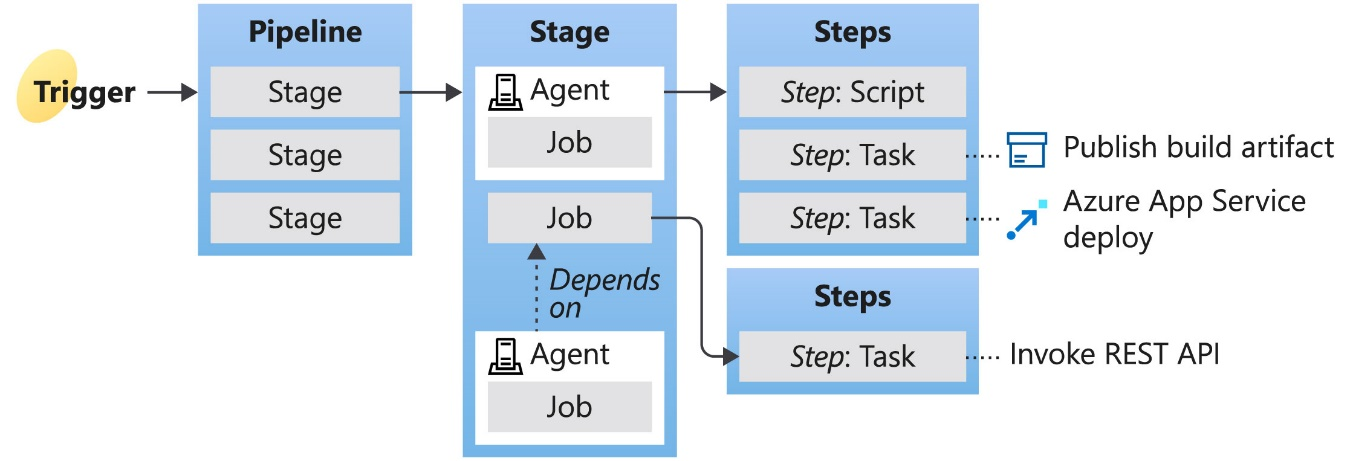 Trigger
Pipeline
Stage
Stage
Stage
Stage
Agent
Job
Job
Depends
on
Agent
Job
Steps
Step: Script
Step: Task
Publish build artifact
Step: Task
Azure App Service
deploy
Steps
Step: Task
Invoke REST API